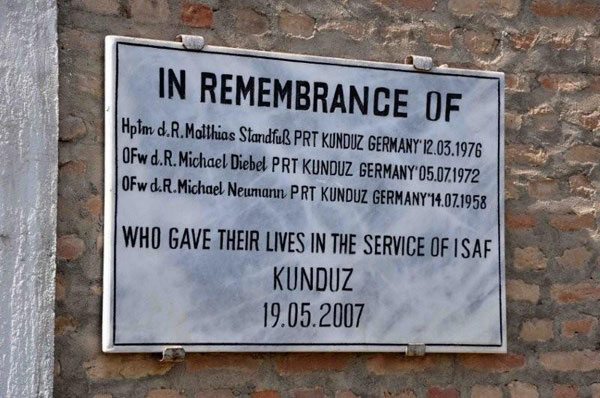 IN REMEMBRANCE OF
Hptm d.R. Matthias Standfuß PRT KUNDUZ GERMANY *12.03.1976
OFw d.R. Michael Diebel PRT KUNDUZ GERMANY *05.07.1972
OFw d.R. Michael Neumann PRT KUNDUZ GERMANY *14.07.1958
WHO GAVE THEIR LIVES IN THE SERVICE OF ISAF
KUNDUZ
19.05.2007